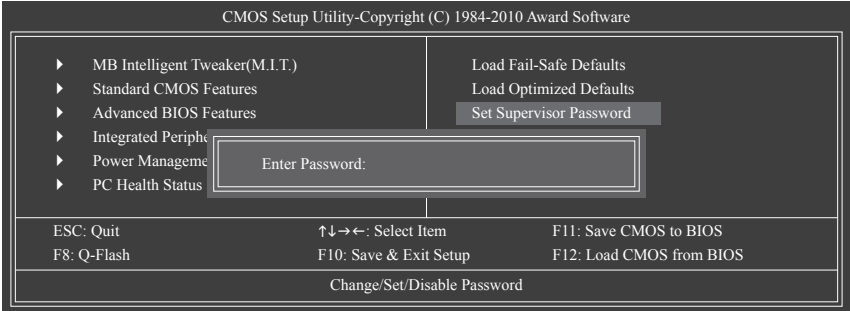 CMOS Setup Utility-Copyright (C) 1984-2010 Award Software
MB Intelligent Tweaker(M.I.T.)
Standard CMOS Features
Advanced BIOS Features
Integrated Periphe
Power Manageme
PC Health Status
Load Fail-Safe Defaults
Load Optimized Defaults
Set Supervisor Password
Enter Password:
ESC: Quit
↑↓→←: Select Item
F11: Save CMOS to BIOS
F8: Q-Flash
F10: Save & Exit Setup
F12: Load CMOS from BIOS
Change/Set/Disable Password